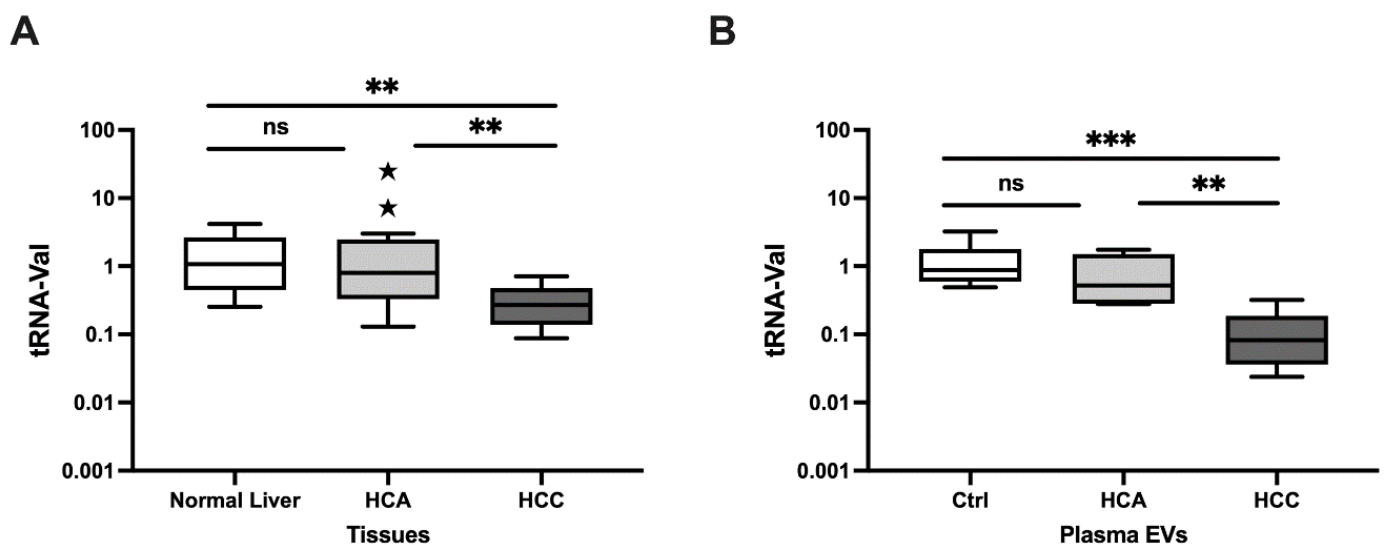 A
**
ns
**
100
10
1
0.1
0.01
0.001
tRNA-Val
Normal Liver HCA HCC
Tissues
B
***
ns
**
100
10
1
0.1
0.01
0.001
tRNA-Val
Ctrl HCA HCC
Plasma EVs